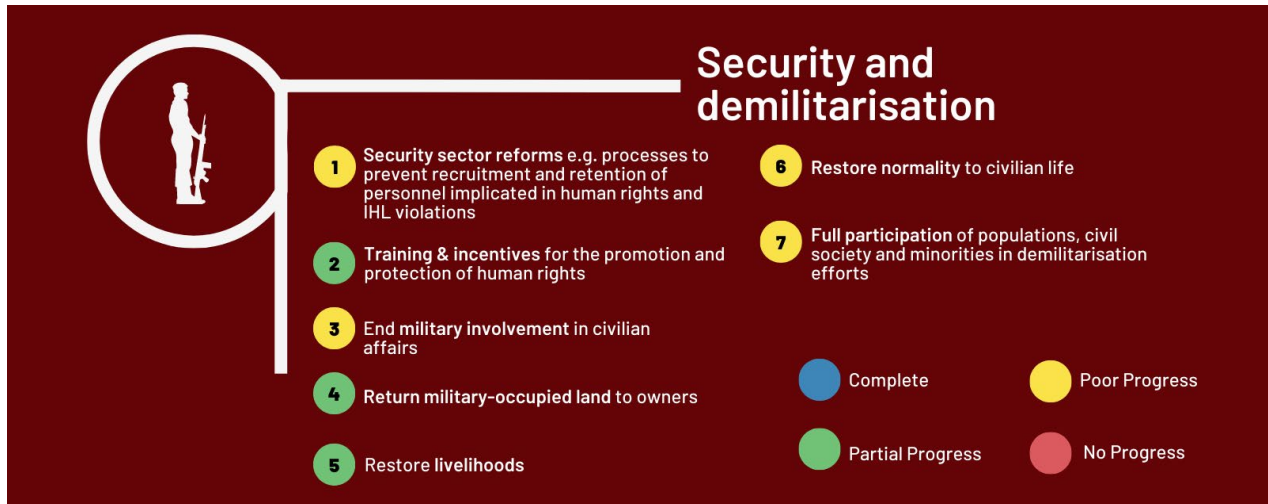 Security and
demilitarisation
1
Security sector reforms e.g. processes to
prevent recruitment and retention of
personnel implicated in human rights and
IHL violations
2
Training & incentives for the promotion and
protection of human rights
3
End military involvement in civilian
affairs
4
Return military-occupied land to owners
5
Restore livelihoods
6
Restore normality to civilian life
7
Full participation of populations, civil
society and minorities in demilitarisation
efforts
Complete
Poor Progress
Partial Progress
No Progress